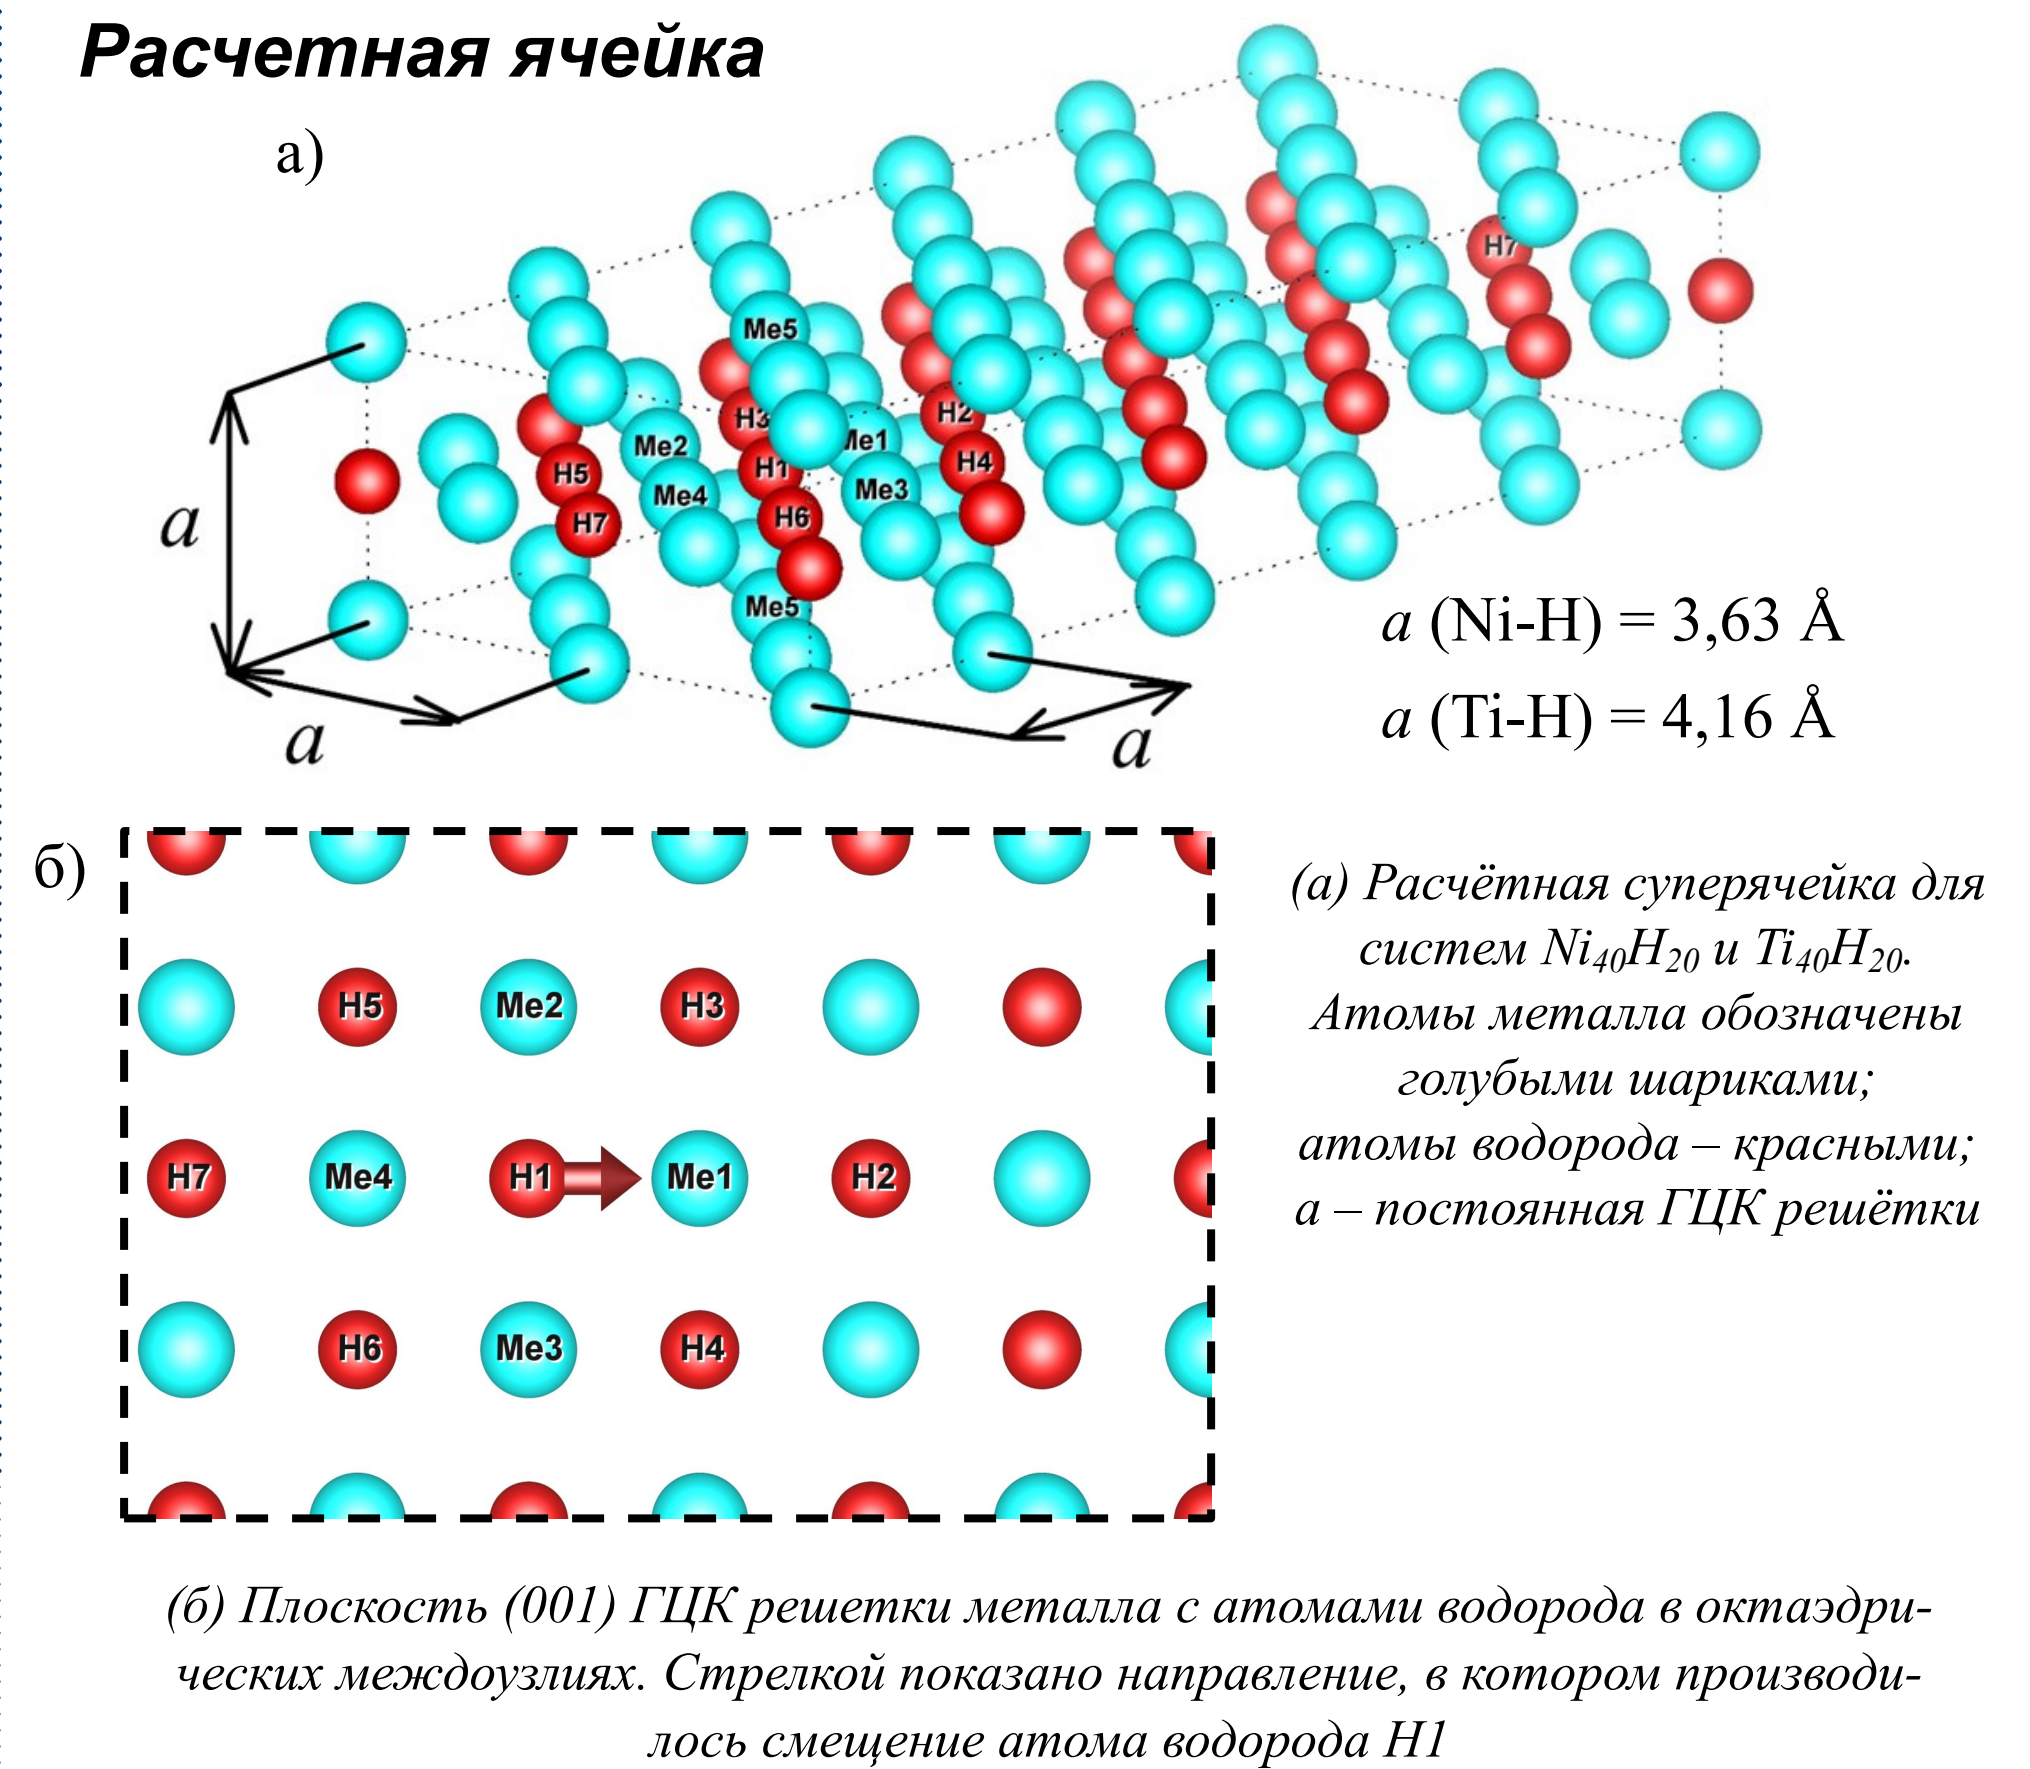 Расчетная ячейка
а)
Me5
H7
H3
H2
Me2
Me1
H5
H1
H4
Me4
Me3
H7
H6
Me5
a
a
a
a (Ni-H) = 3,63 Å
a (Ti-H) = 4,16 Å
б)
H5 Me2 H3
H7 Me4 H1 Me1 H2
H6 Me3 H4
(а) Расчётная суперячейка для
систем Ni₄₀H₂₀ и Ti₄₀H₂₀.
Атомы металла обозначены
голубыми шариками;
атомы водорода – красными;
a – постоянная ГЦК решётки
(б) Плоскость (001) ГЦК решетки металла с атомами водорода в октаэдри-
ческих междоузлиях. Стрелкой показано направление, в котором производи-
лось смещение атома водорода H1